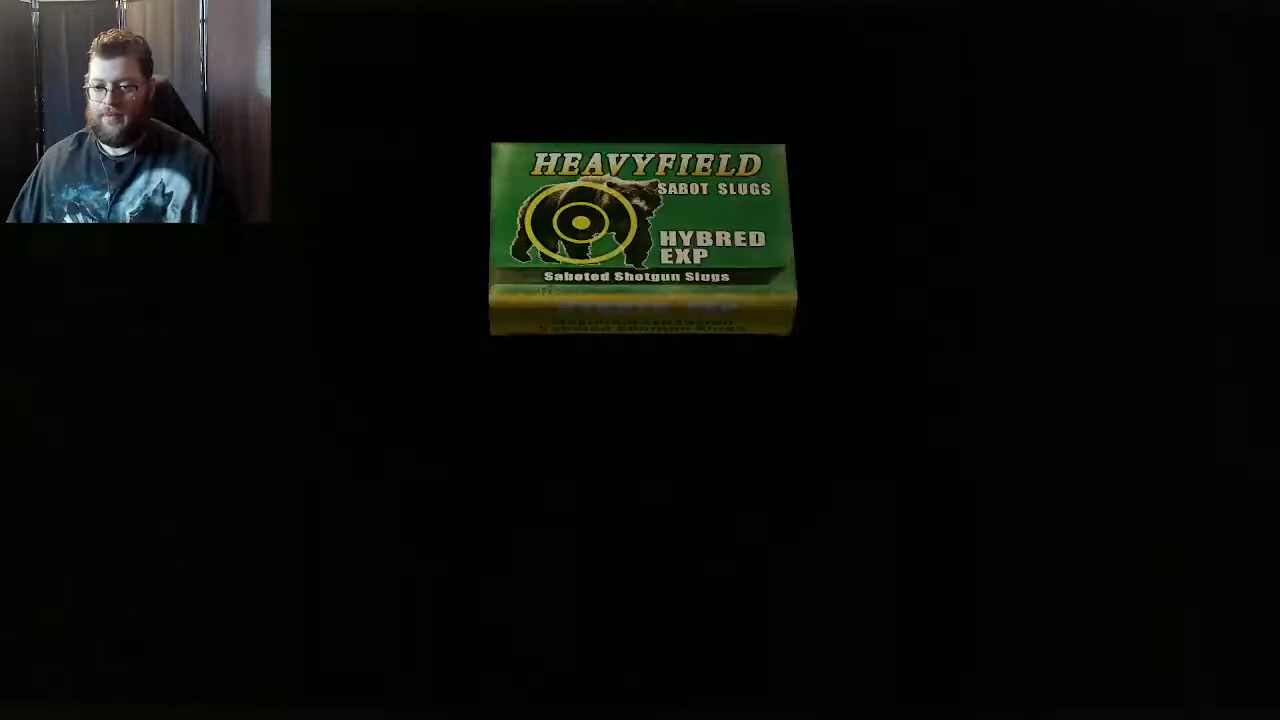 HEAVYFIELD
SABOT SLUGS
HYBRED
EXP
Saboted Shotgun Slugs